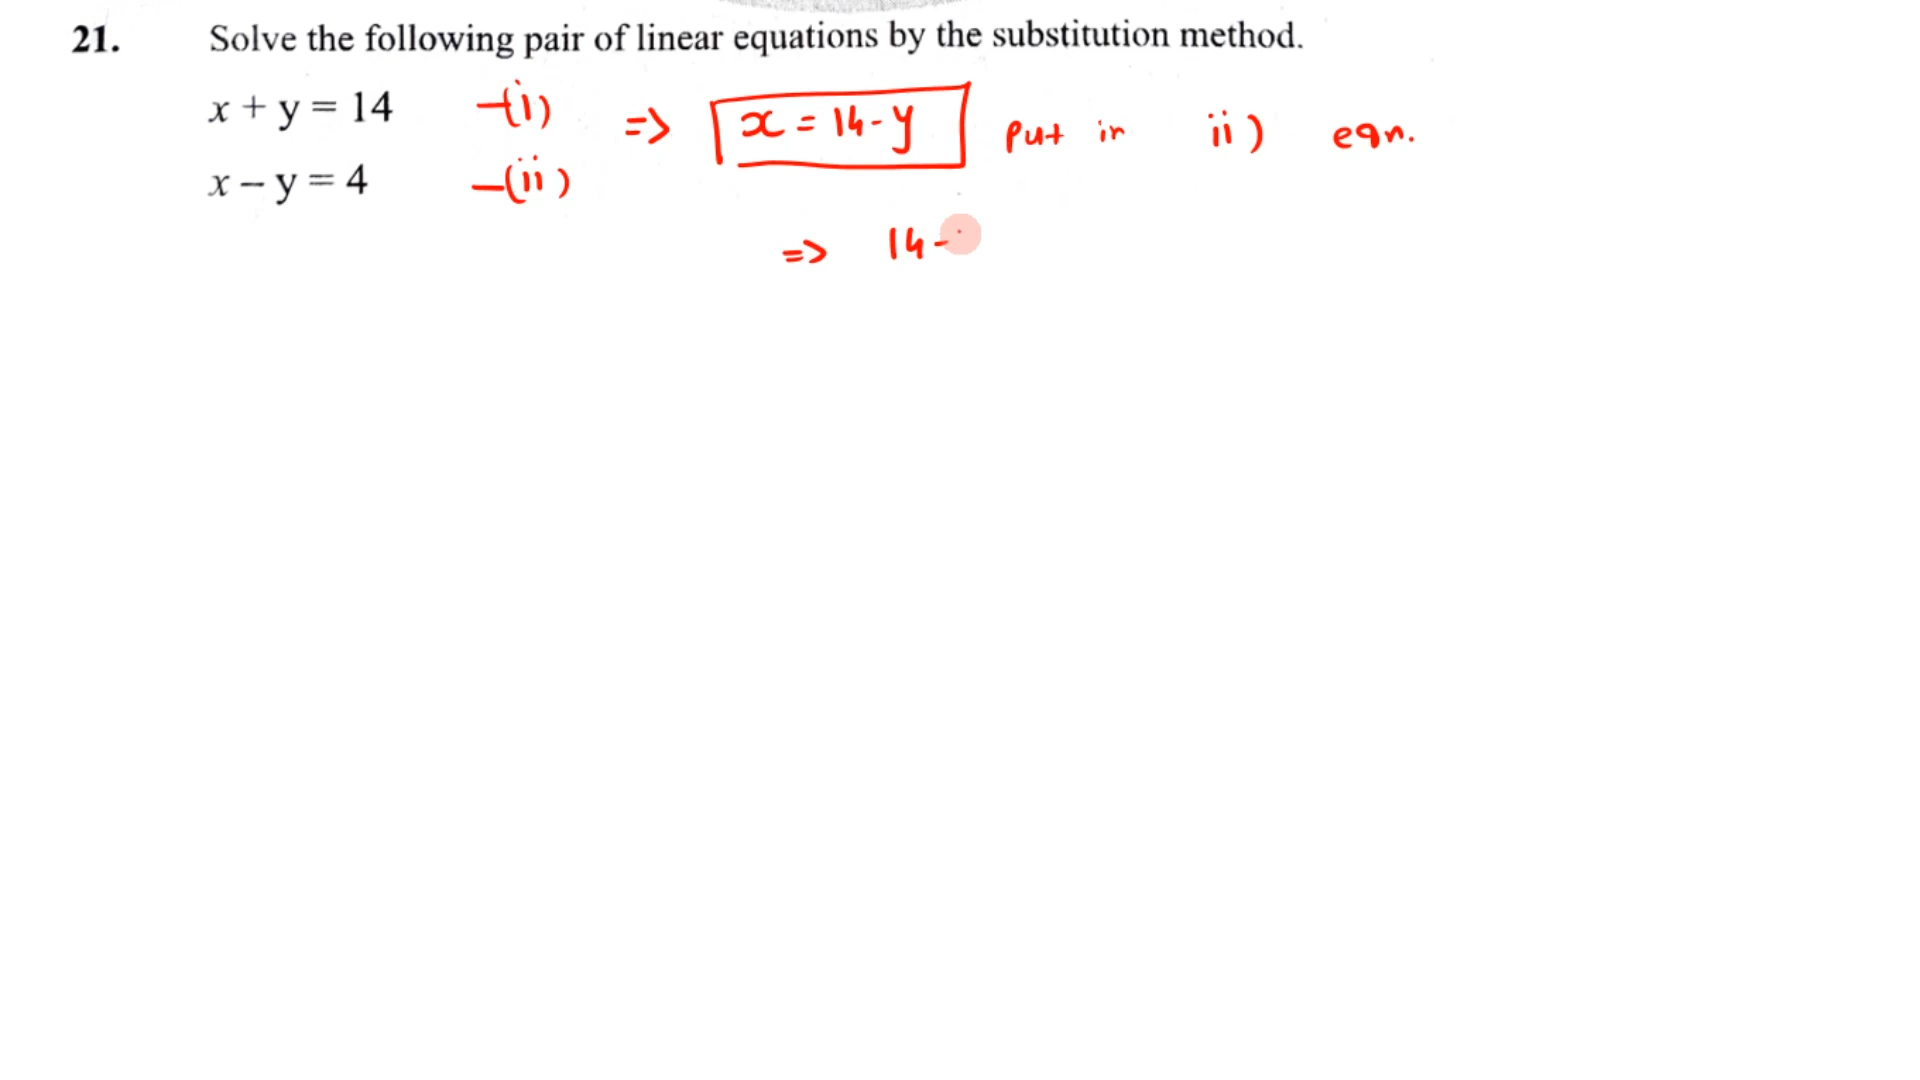 21. Solve the following pair of linear equations by the substitution method.
x + y = 14 -(i) => x = 14-y Put in ii) eqn.
x – y = 4 -(ii)
=> 14-